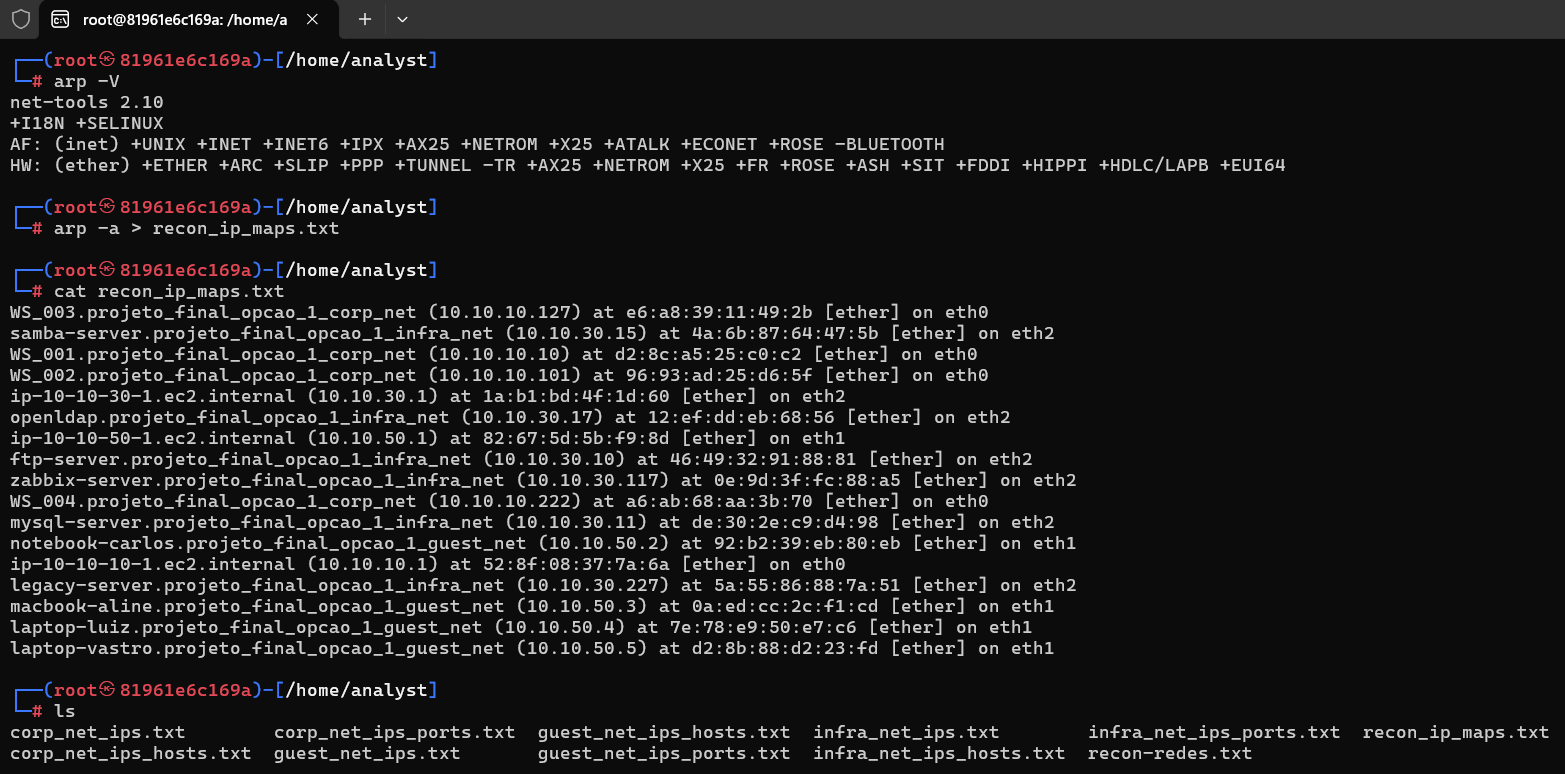 root@81961e6c169a: /home/a
┌──(root㉿81961e6c169a)-[/home/analyst]
└─# arp -V
net-tools 2.10
+I18N +SELINUX
AF: (inet) +UNIX +INET +INET6 +IPX +AX25 +NETROM +X25 +ATALK +ECONET +ROSE -BLUETOOTH
HW: (ether) +ETHER +ARC +SLIP +PPP +TUNNEL -TR +AX25 +NETROM +X25 +FR +ROSE +ASH +SIT +FDDI +HIPPI +HDLC/LAPB +EUI64
┌──(root㉿81961e6c169a)-[/home/analyst]
└─# arp -a > recon_ip_maps.txt
┌──(root㉿81961e6c169a)-[/home/analyst]
└─# cat recon_ip_maps.txt
WS_003.projeto_final_opcao_1_corp_net (10.10.10.127) at e6:a8:39:11:49:2b [ether] on eth0
samba-server.projeto_final_opcao_1_infra_net (10.10.30.15) at 4a:6b:87:64:47:5b [ether] on eth2
WS_001.projeto_final_opcao_1_corp_net (10.10.10.10) at d2:8c:a5:25:c0:c2 [ether] on eth0
WS_002.projeto_final_opcao_1_corp_net (10.10.10.101) at 96:93:ad:25:d6:5f [ether] on eth0
ip-10-10-30-1.ec2.internal (10.10.30.1) at 1a:b1:bd:4f:1d:60 [ether] on eth2
openldap.projeto_final_opcao_1_infra_net (10.10.30.17) at 12:ef:dd:eb:68:56 [ether] on eth2
ip-10-10-50-1.ec2.internal (10.10.50.1) at 82:67:5d:5b:f9:8d [ether] on eth1
ftp-server.projeto_final_opcao_1_infra_net (10.10.30.10) at 46:49:32:91:88:81 [ether] on eth2
zabbix-server.projeto_final_opcao_1_infra_net (10.10.30.117) at 0e:9d:3f:fc:88:a5 [ether] on eth2
WS_004.projeto_final_opcao_1_corp_net (10.10.10.222) at a6:ab:68:aa:3b:70 [ether] on eth0
mysql-server.projeto_final_opcao_1_infra_net (10.10.30.11) at de:30:2e:c9:d4:98 [ether] on eth2
notebook-carlos.projeto_final_opcao_1_guest_net (10.10.50.2) at 92:b2:39:eb:80:eb [ether] on eth1
ip-10-10-10-1.ec2.internal (10.10.10.1) at 52:8f:08:37:7a:6a [ether] on eth0
legacy-server.projeto_final_opcao_1_infra_net (10.10.30.227) at 5a:55:86:88:7a:51 [ether] on eth2
macbook-aline.projeto_final_opcao_1_guest_net (10.10.50.3) at 0a:ed:cc:2c:f1:cd [ether] on eth1
laptop-luiz.projeto_final_opcao_1_guest_net (10.10.50.4) at 7e:78:e9:50:e7:c6 [ether] on eth1
laptop-vastro.projeto_final_opcao_1_guest_net (10.10.50.5) at d2:8b:88:d2:23:fd [ether] on eth1
┌──(root㉿81961e6c169a)-[/home/analyst]
└─# ls
corp_net_ips.txt corp_net_ips_ports.txt guest_net_ips_hosts.txt infra_net_ips.txt infra_net_ips_ports.txt recon_ip_maps.txt
corp_net_ips_hosts.txt guest_net_ips.txt guest_net_ips_ports.txt infra_net_ips_hosts.txt recon-redes.txt